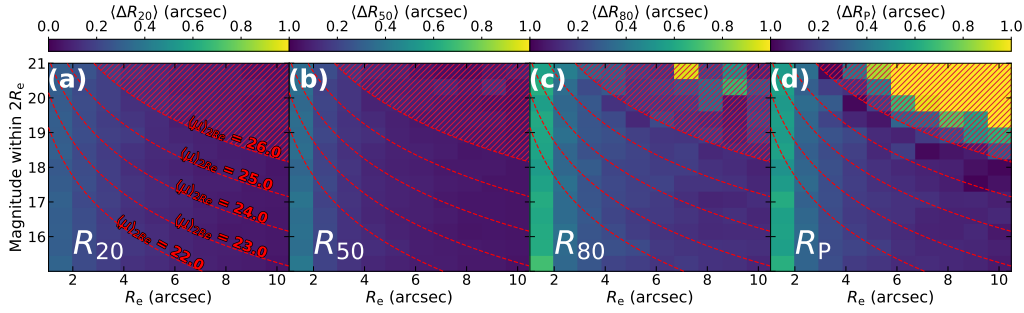 ⟨ΔR₂₀⟩ (arcsec) ⟨ΔR₅₀⟩ (arcsec) ⟨ΔR₈₀⟩ (arcsec) ⟨ΔR_P⟩ (arcsec)
0.0 0.2 0.4 0.6 0.8 0.0 0.2 0.4 0.6 0.8 0.0 0.2 0.4 0.6 0.8 0.0 0.2 0.4 0.6 0.8 1.0
(a) (b) (c) (d)
21
20
19
18
17
16
Magnitude within 2Rₑ
⟨μ⟩₂Rₑ = 26.0
⟨μ⟩₂Rₑ = 25.0
⟨μ⟩₂Rₑ = 24.0
⟨μ⟩₂Rₑ = 23.0
⟨μ⟩₂Rₑ = 22.0
R₂₀ R₅₀ R₈₀ R_P
2 4 6 8 10 2 4 6 8 10 2 4 6 8 10 2 4 6 8 10
Rₑ (arcsec) Rₑ (arcsec) Rₑ (arcsec) Rₑ (arcsec)